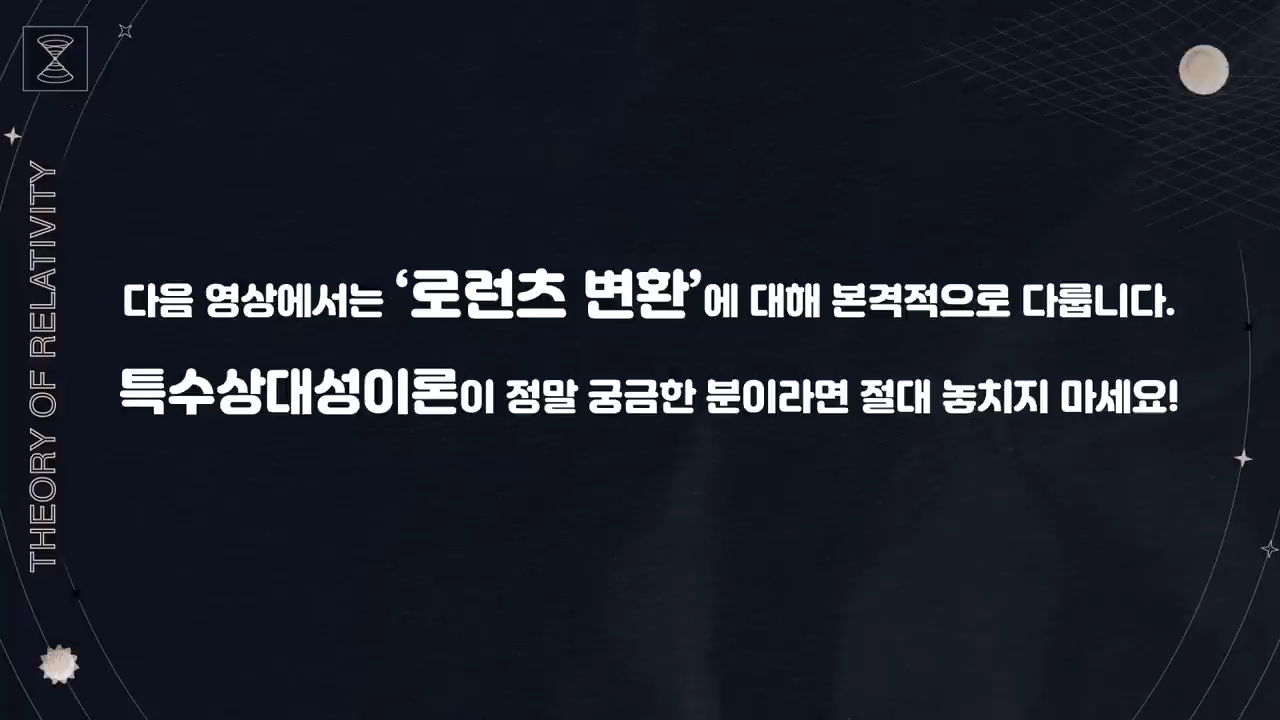 THEORY OF RELATIVITY
다음 영상에서는 ‘로런츠 변환’에 대해 본격적으로 다룹니다.
특수상대성이론이 정말 궁금한 분이라면 절대 놓치지 마세요!